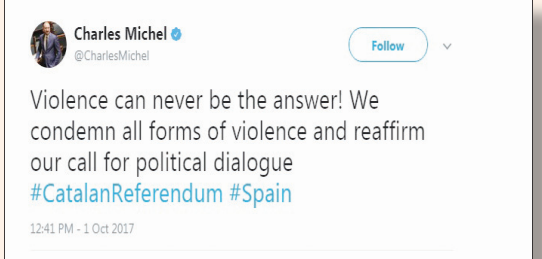 Charles Michel
@CharlesMichel
Follow
Violence can never be the answer! We
condemn all forms of violence and reaffirm
our call for political dialogue
#CatalanReferendum #Spain
12:41 PM - 1 Oct 2017